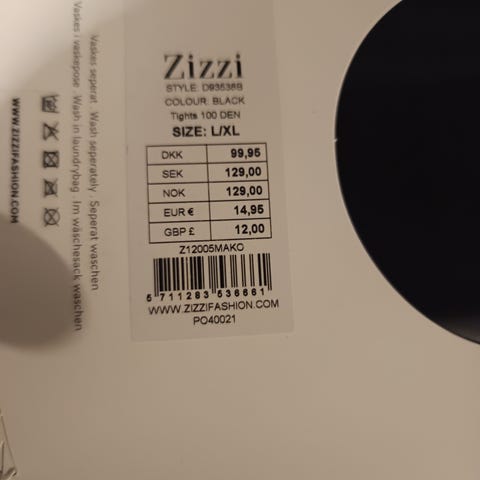 Zizzi
STYLE: D93538B
COLOUR: BLACK
Tights 100 DEN
SIZE: L/XL
DKK 99,95
SEK 129,00
NOK 129,00
EUR € 14,95
GBP £ 12,00
Z12005MAKO
5 711283 536661
WWW.ZIZZIFASHION.COM
PO40021
Vaskes seperat · Wash seperately · Seperat waschen
Vaskes i vaskepose · Wash in laundrybag · Im wäschesack waschen
WWW.ZIZZIFASHION.COM